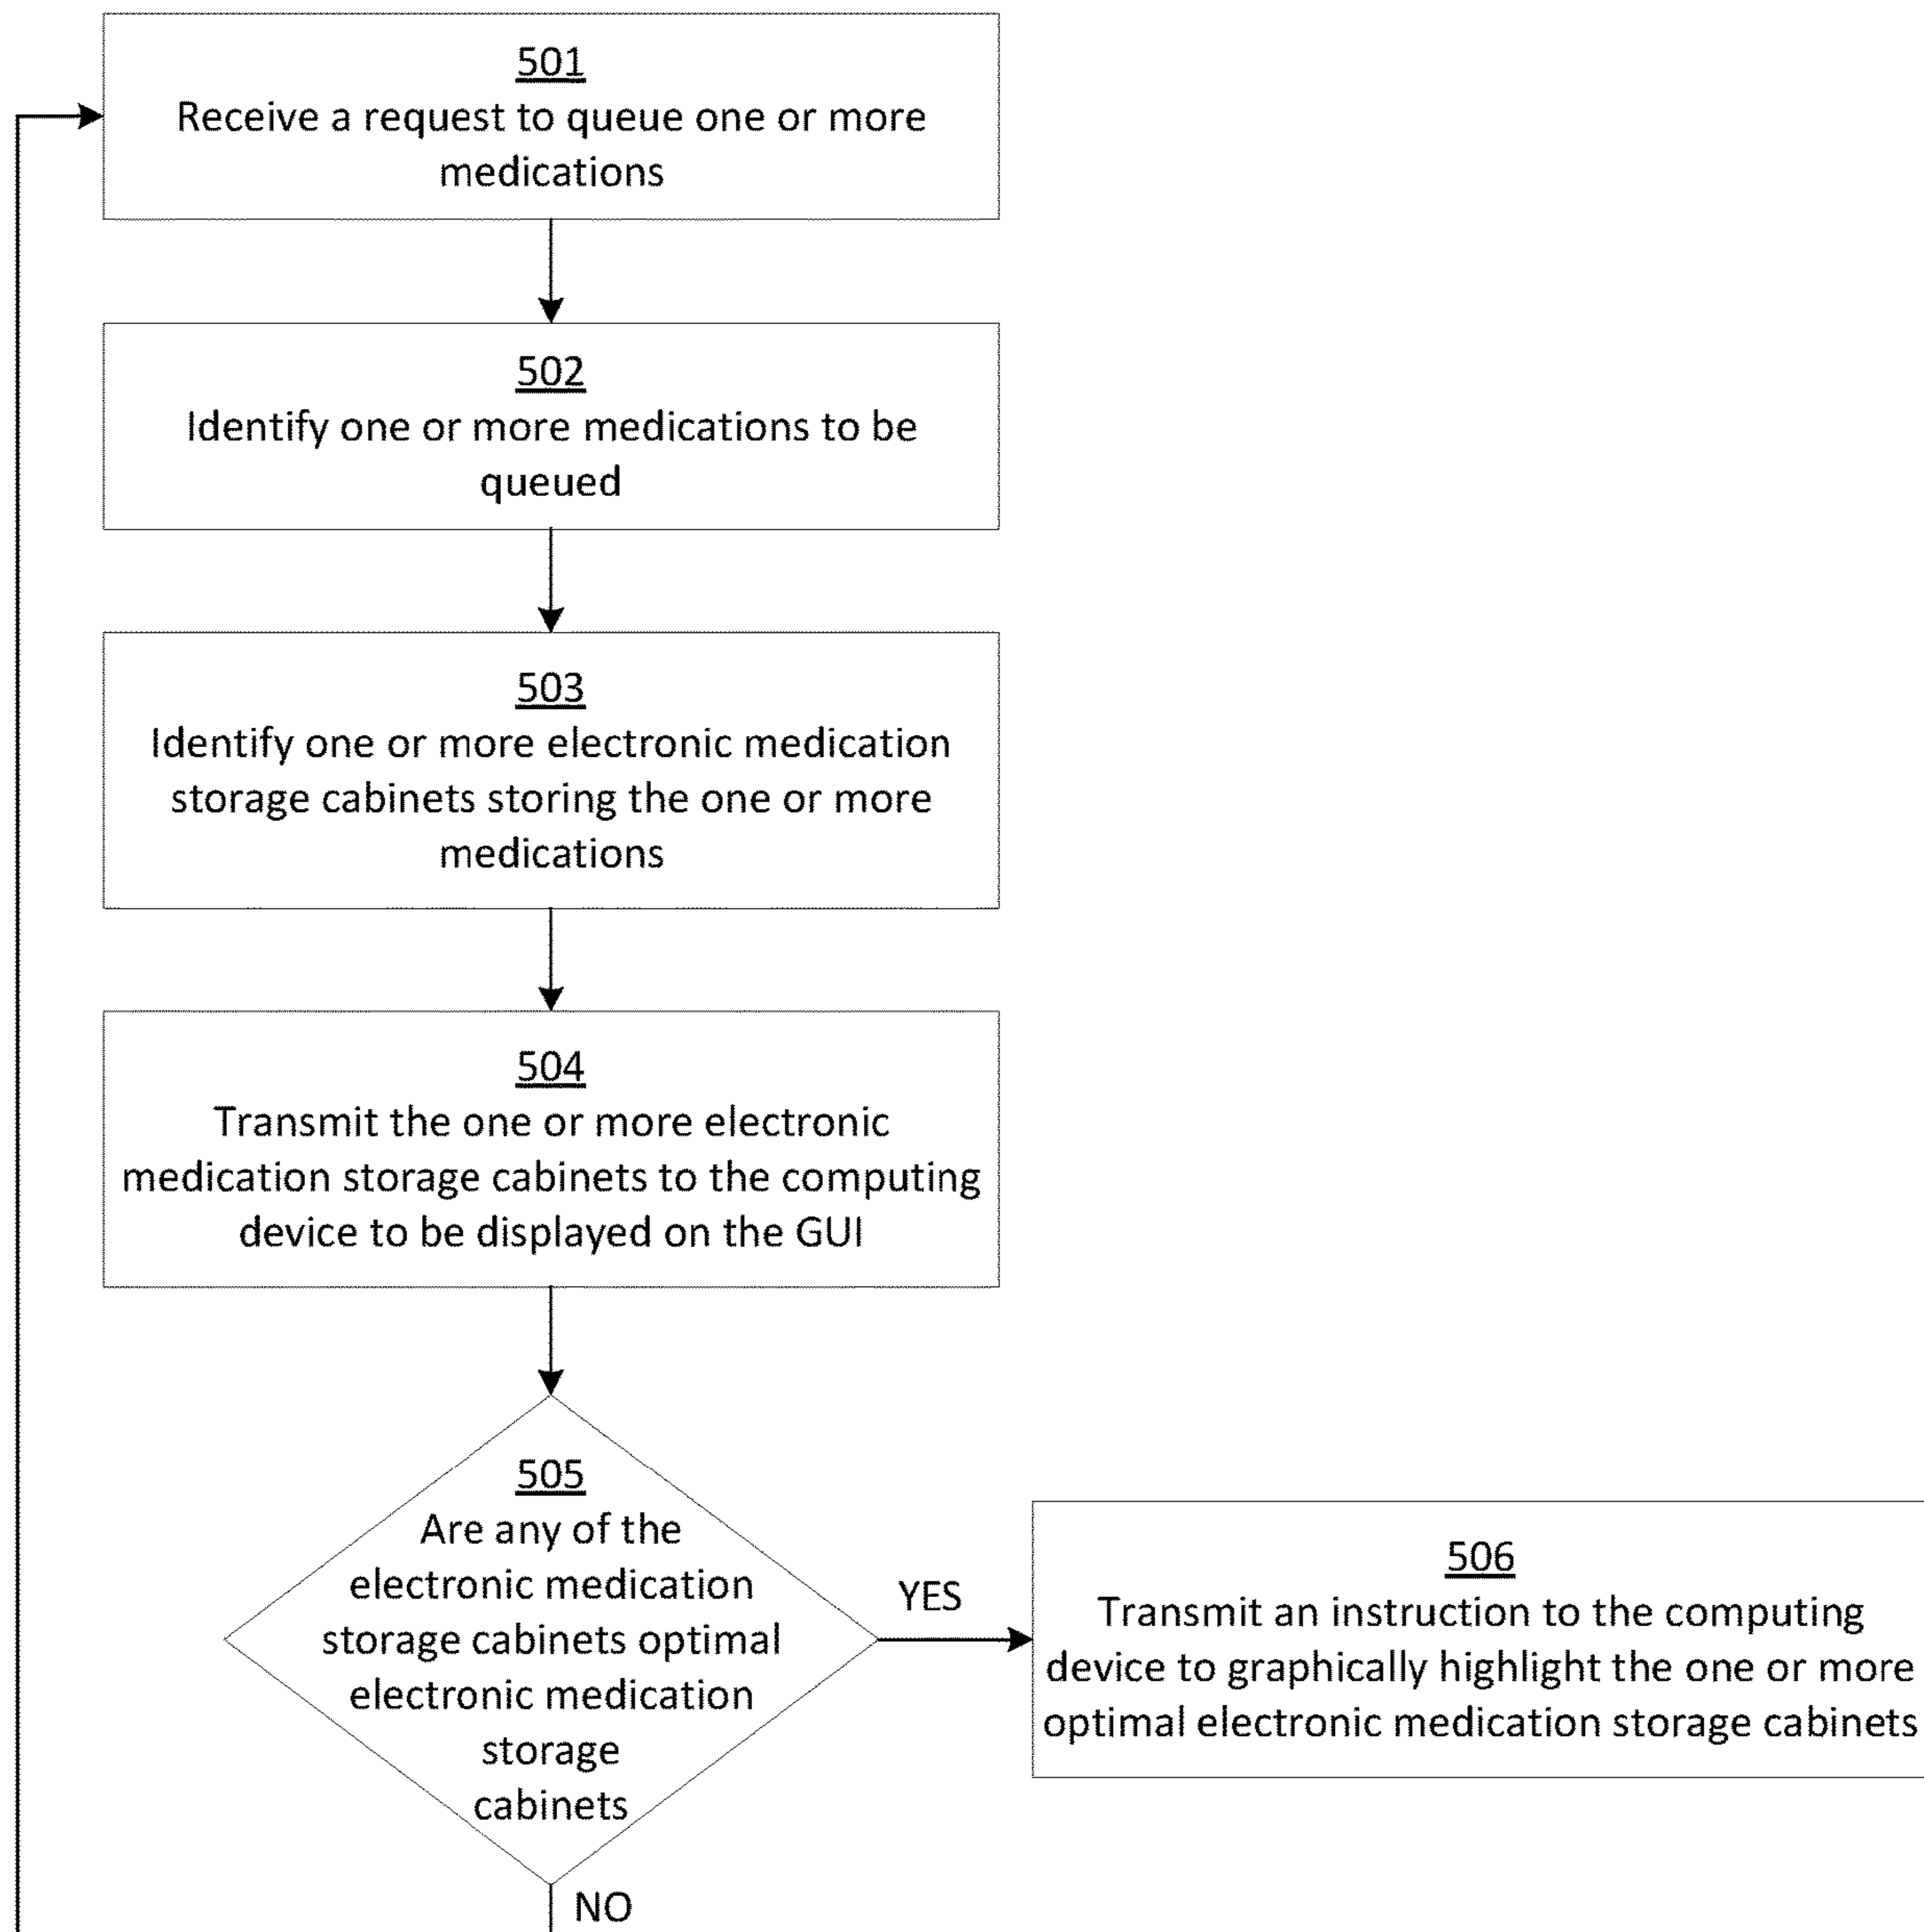 501
Receive a request to queue one or more
medications
502
Identify one or more medications to be
queued
503
Identify one or more electronic medication
storage cabinets storing the one or more
medications
504
Transmit the one or more electronic
medication storage cabinets to the computing
device to be displayed on the GUI
505
Are any of the
electronic medication
storage cabinets optimal
electronic medication
storage
cabinets
YES
506
Transmit an instruction to the computing
device to graphically highlight the one or more
optimal electronic medication storage cabinets
NO